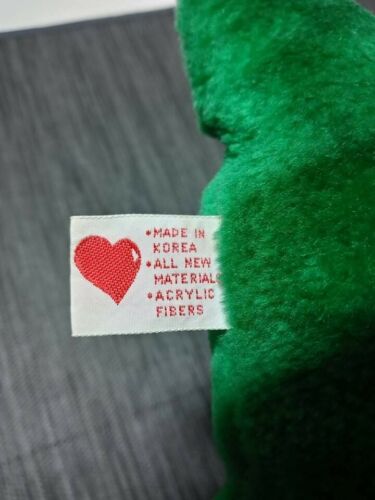 •MADE IN
KOREA
•ALL NEW
MATERIALS
•ACRYLIC
FIBERS